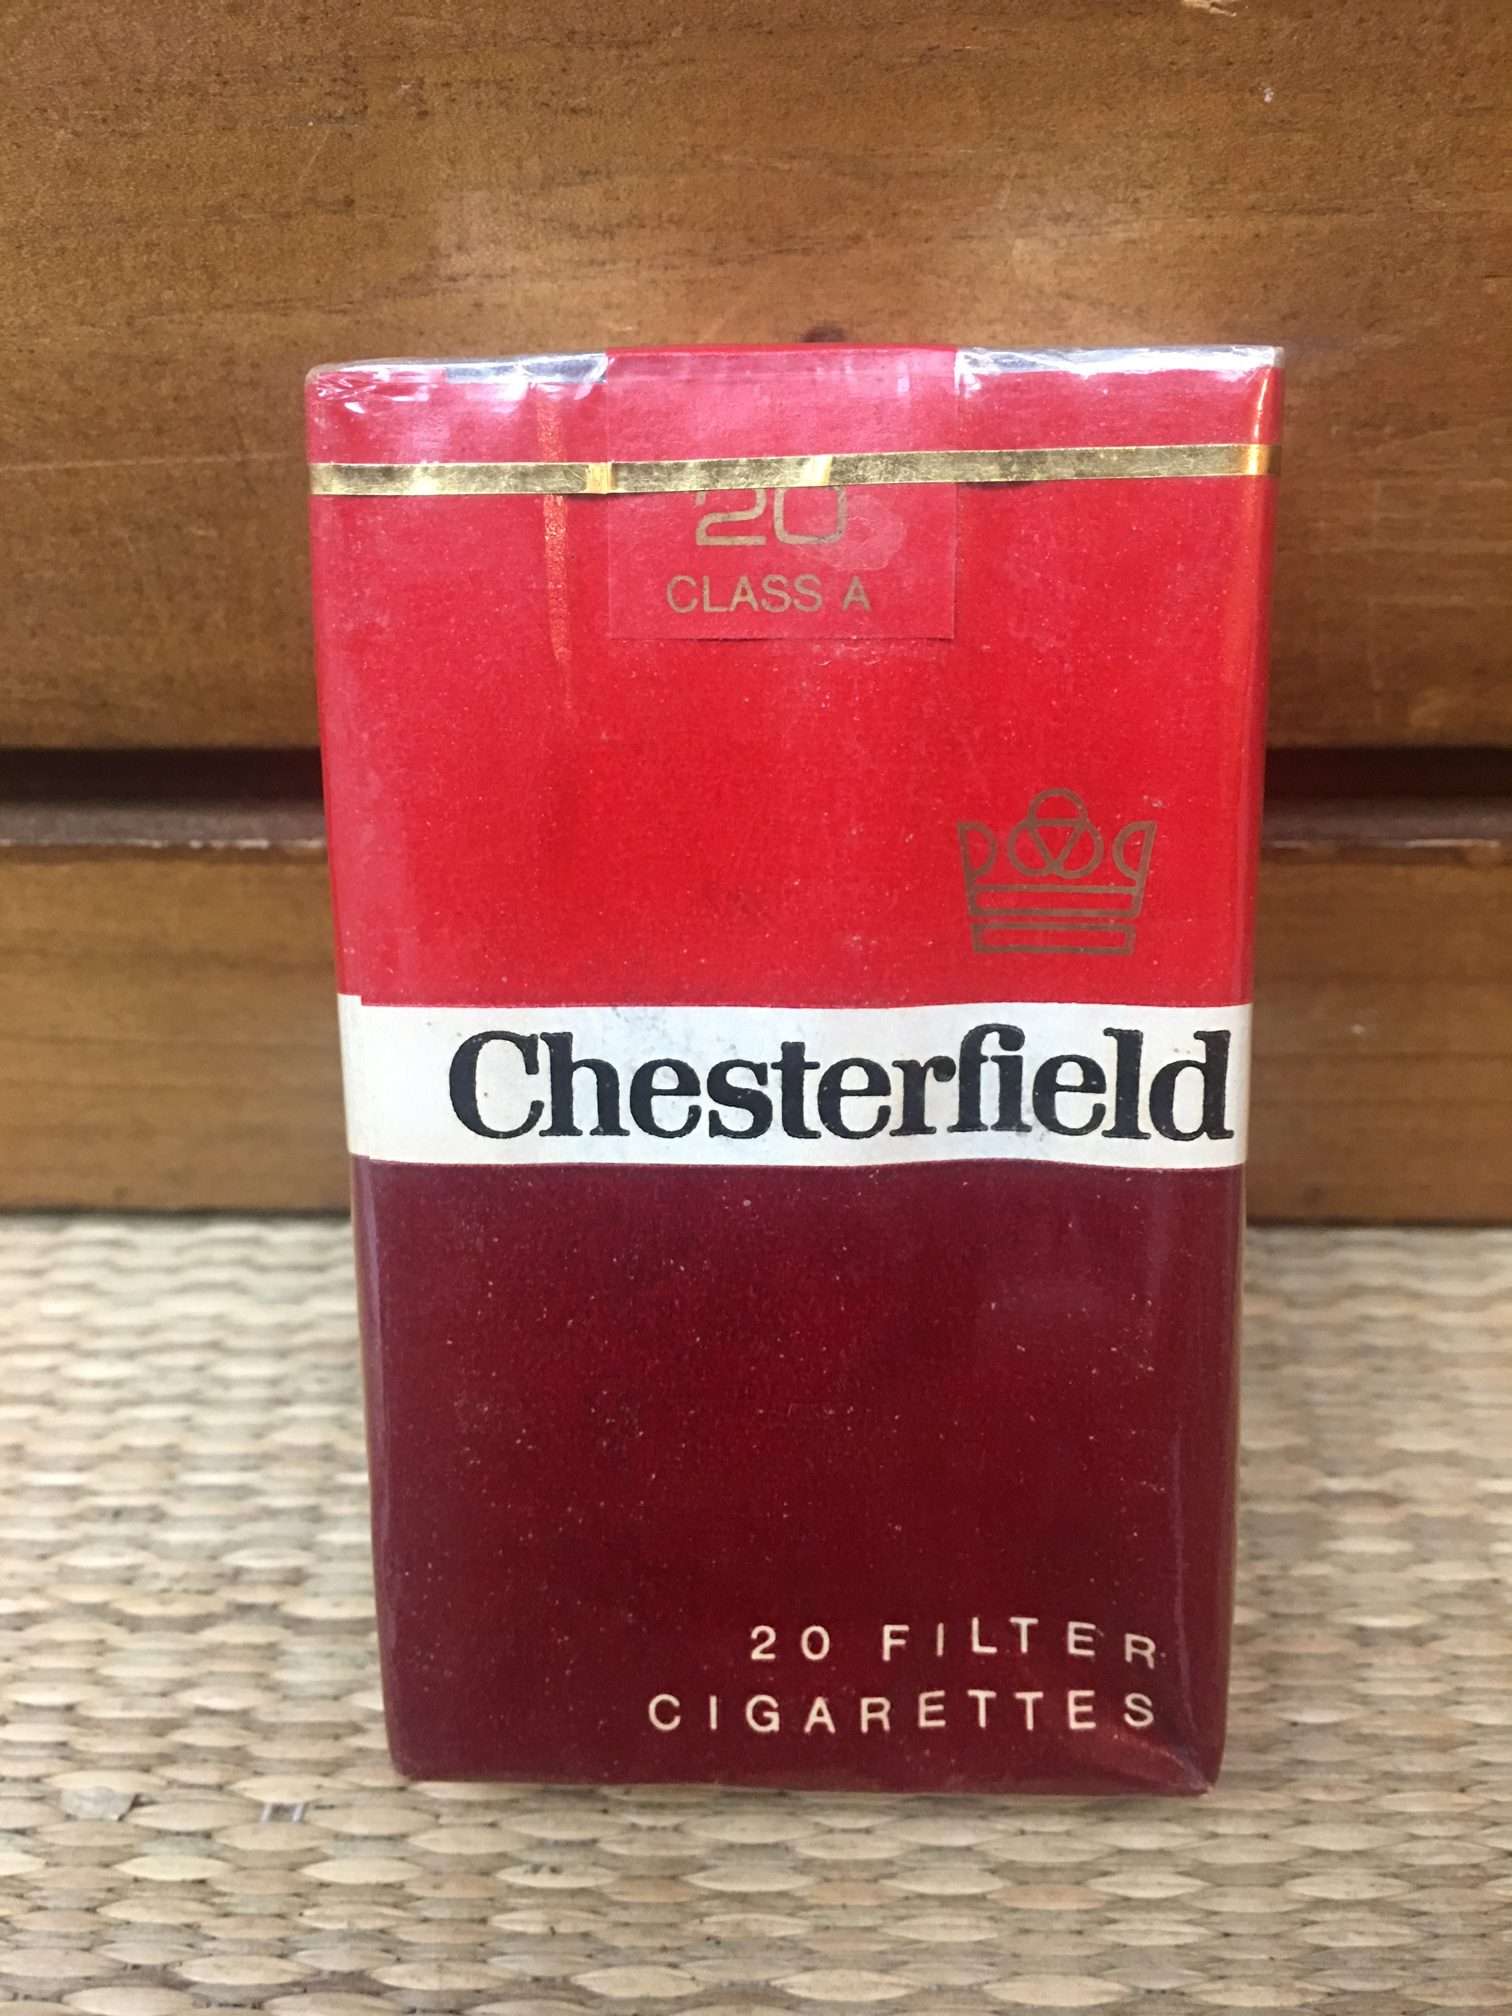 20
CLASS A
Chesterfield
20 FILTER
CIGARETTES